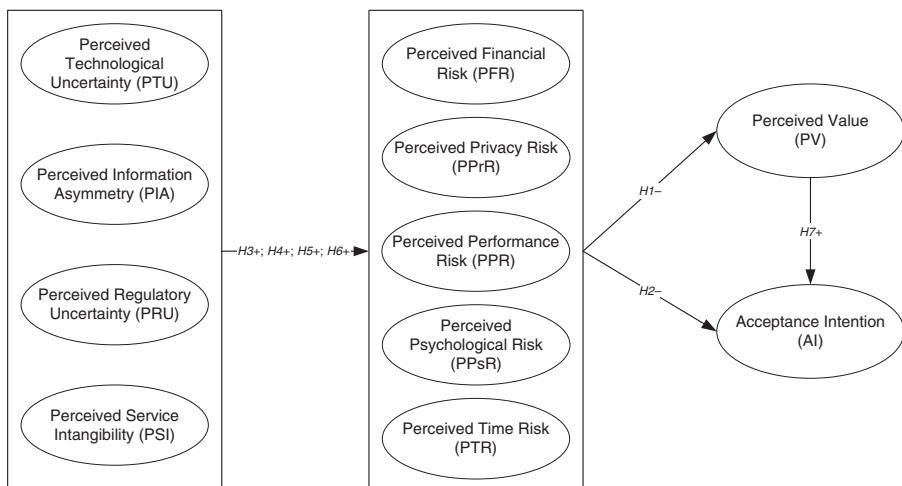 Perceived
Technological
Uncertainty (PTU)
Perceived Information
Asymmetry (PIA)
Perceived Regulatory
Uncertainty (PRU)
Perceived Service
Intangibility (PSI)
H3+; H4+; H5+; H6+
Perceived Financial
Risk (PFR)
Perceived Privacy Risk
(PPrR)
Perceived Performance
Risk (PPR)
Perceived
Psychological Risk
(PPsR)
Perceived Time Risk
(PTR)
H1–
H2–
Perceived Value
(PV)
H7+
Acceptance Intention
(AI)